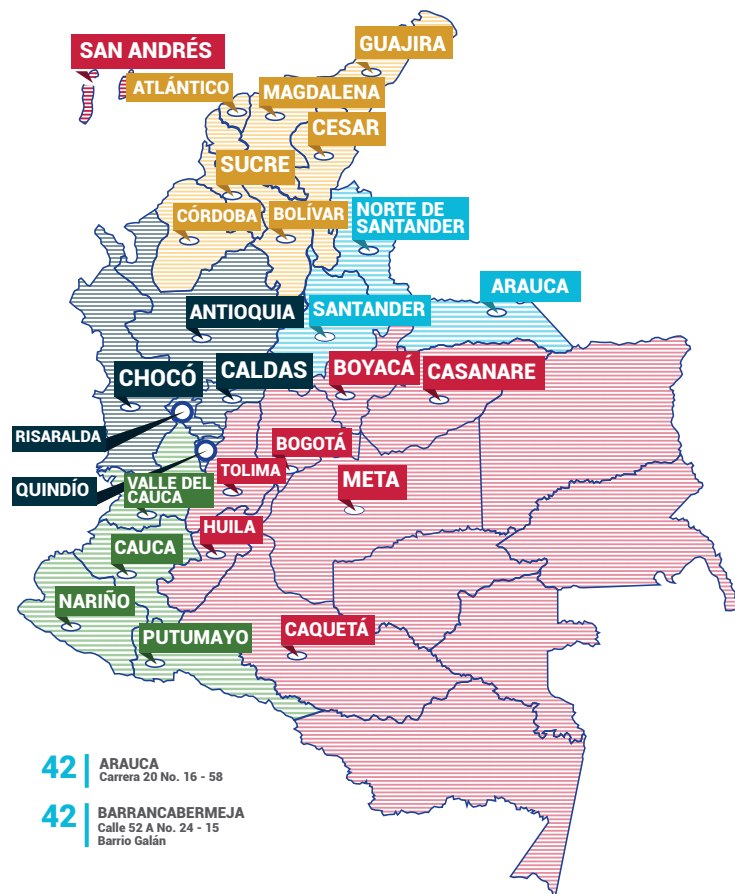 SAN ANDRÉS
GUAJIRA
ATLÁNTICO
MAGDALENA
CESAR
SUCRE
CÓRDOBA
BOLÍVAR
NORTE DE
SANTANDER
ARAUCA
ANTIOQUIA
SANTANDER
CHOCÓ
CALDAS
BOYACÁ
CASANARE
RISARALDA
BOGOTÁ
QUINDÍO
VALLE DEL
CAUCA
TOLIMA
META
HUILA
CAUCA
NARIÑO
PUTUMAYO
CAQUETÁ
42 ARAUCA
Carrera 20 No. 16 - 58
42 BARRANCABERMEJA
Calle 52 A No. 24 - 15
Barrio Galán